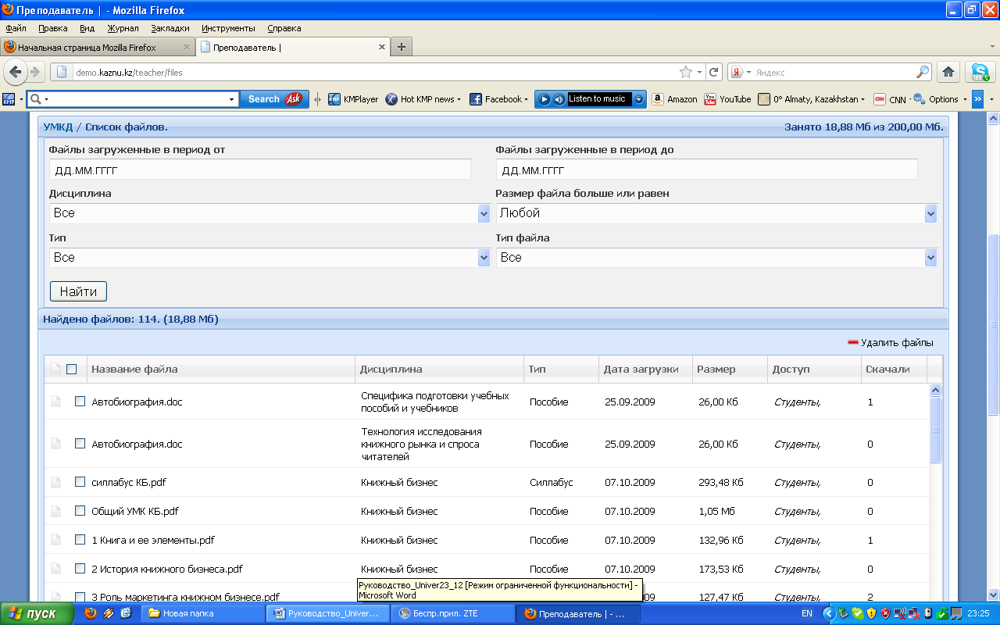 Преподаватель | - Mozilla Firefox
Файл Правка Вид Журнал Закладки Инструменты Справка
Начальная страница Mozilla Firefox Преподаватель |
demo.kaznu.kz/teacher/files Я Яндекс
KMP Search Ask KMP KMPlayer Hot KMP news Facebook Listen to music Amazon You Tube YouTube 0° Almaty, Kazakhstan CNN CNN Options »
УМКД / Список файлов. Занято 18,88 Мб из 200,00 Мб.
Файлы загруженные в период от Файлы загруженные в период до
ДД.ММ.ГГГГ ДД.ММ.ГГГГ
Дисциплина Размер файла больше или равен
Все Любой
Тип Тип файла
Все Все
Найти
Найдено файлов: 114. (18,88 Мб)
Удалить файлы
Название файла Дисциплина Тип Дата загрузки Размер Доступ Скачали
Автобиография.doc Специфика подготовки учебных пособий и учебников Пособие 25.09.2009 26,00 Кб Студенты, 1
Автобиография.doc Технология исследования книжного рынка и спроса читателей Пособие 25.09.2009 26,00 Кб Студенты, 0
силлабус КБ.pdf Книжный бизнес Силлабус 07.10.2009 293,48 Кб Студенты, 0
Общий УМК КБ.pdf Книжный бизнес Пособие 07.10.2009 1,05 Мб Студенты, 0
1 Книга и ее элементы.pdf Книжный бизнес Пособие 07.10.2009 132,96 Кб Студенты, 1
2 История книжного бизнеса.pdf Книжный бизнес Пособие 07.10.2009 173,53 Кб Студенты, 0
3 Роль маркетинга книжном бизнесе.pdf 127,47 Кб Студенты, 2
Руководство_Univer23_12 [Режим ограниченной функциональности] -
Microsoft Word
пуск Новая папка Руководство_Univer... Беспр.прил. ZTE Преподаватель | - ... EN 23:25